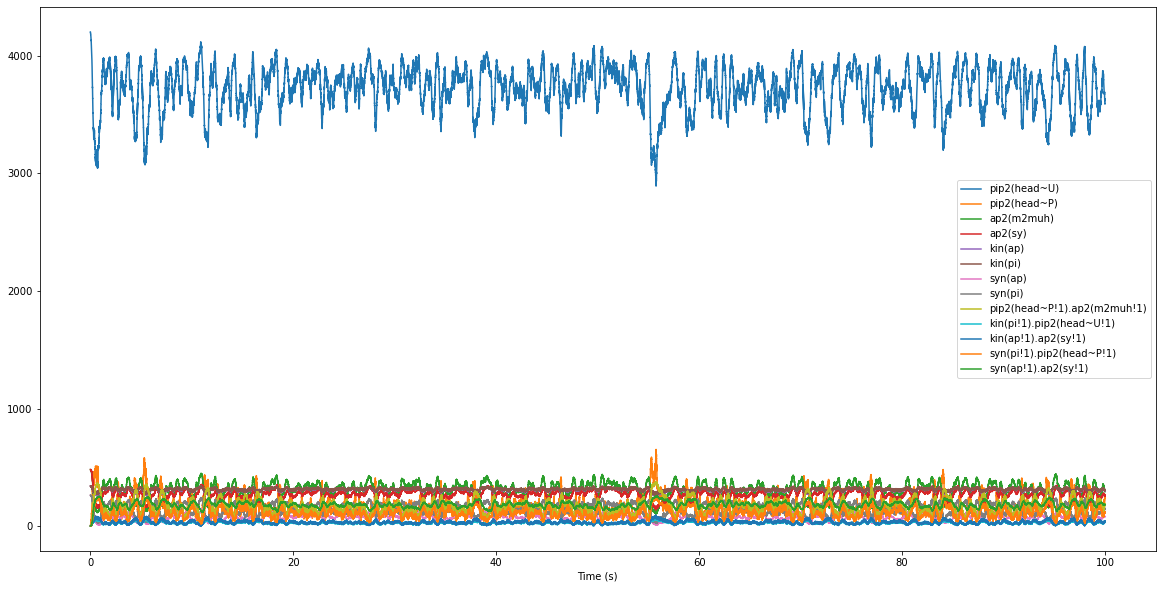 4000
3000
2000
1000
0
pip2(head~U)
pip2(head~P)
ap2(m2muh)
ap2(sy)
kin(ap)
kin(pi)
syn(ap)
syn(pi)
pip2(head~P!1).ap2(m2muh!1)
kin(pi!1).pip2(head~U!1)
kin(ap!1).ap2(sy!1)
syn(pi!1).pip2(head~P!1)
syn(ap!1).ap2(sy!1)
0 20 40 60 80 100
Time (s)